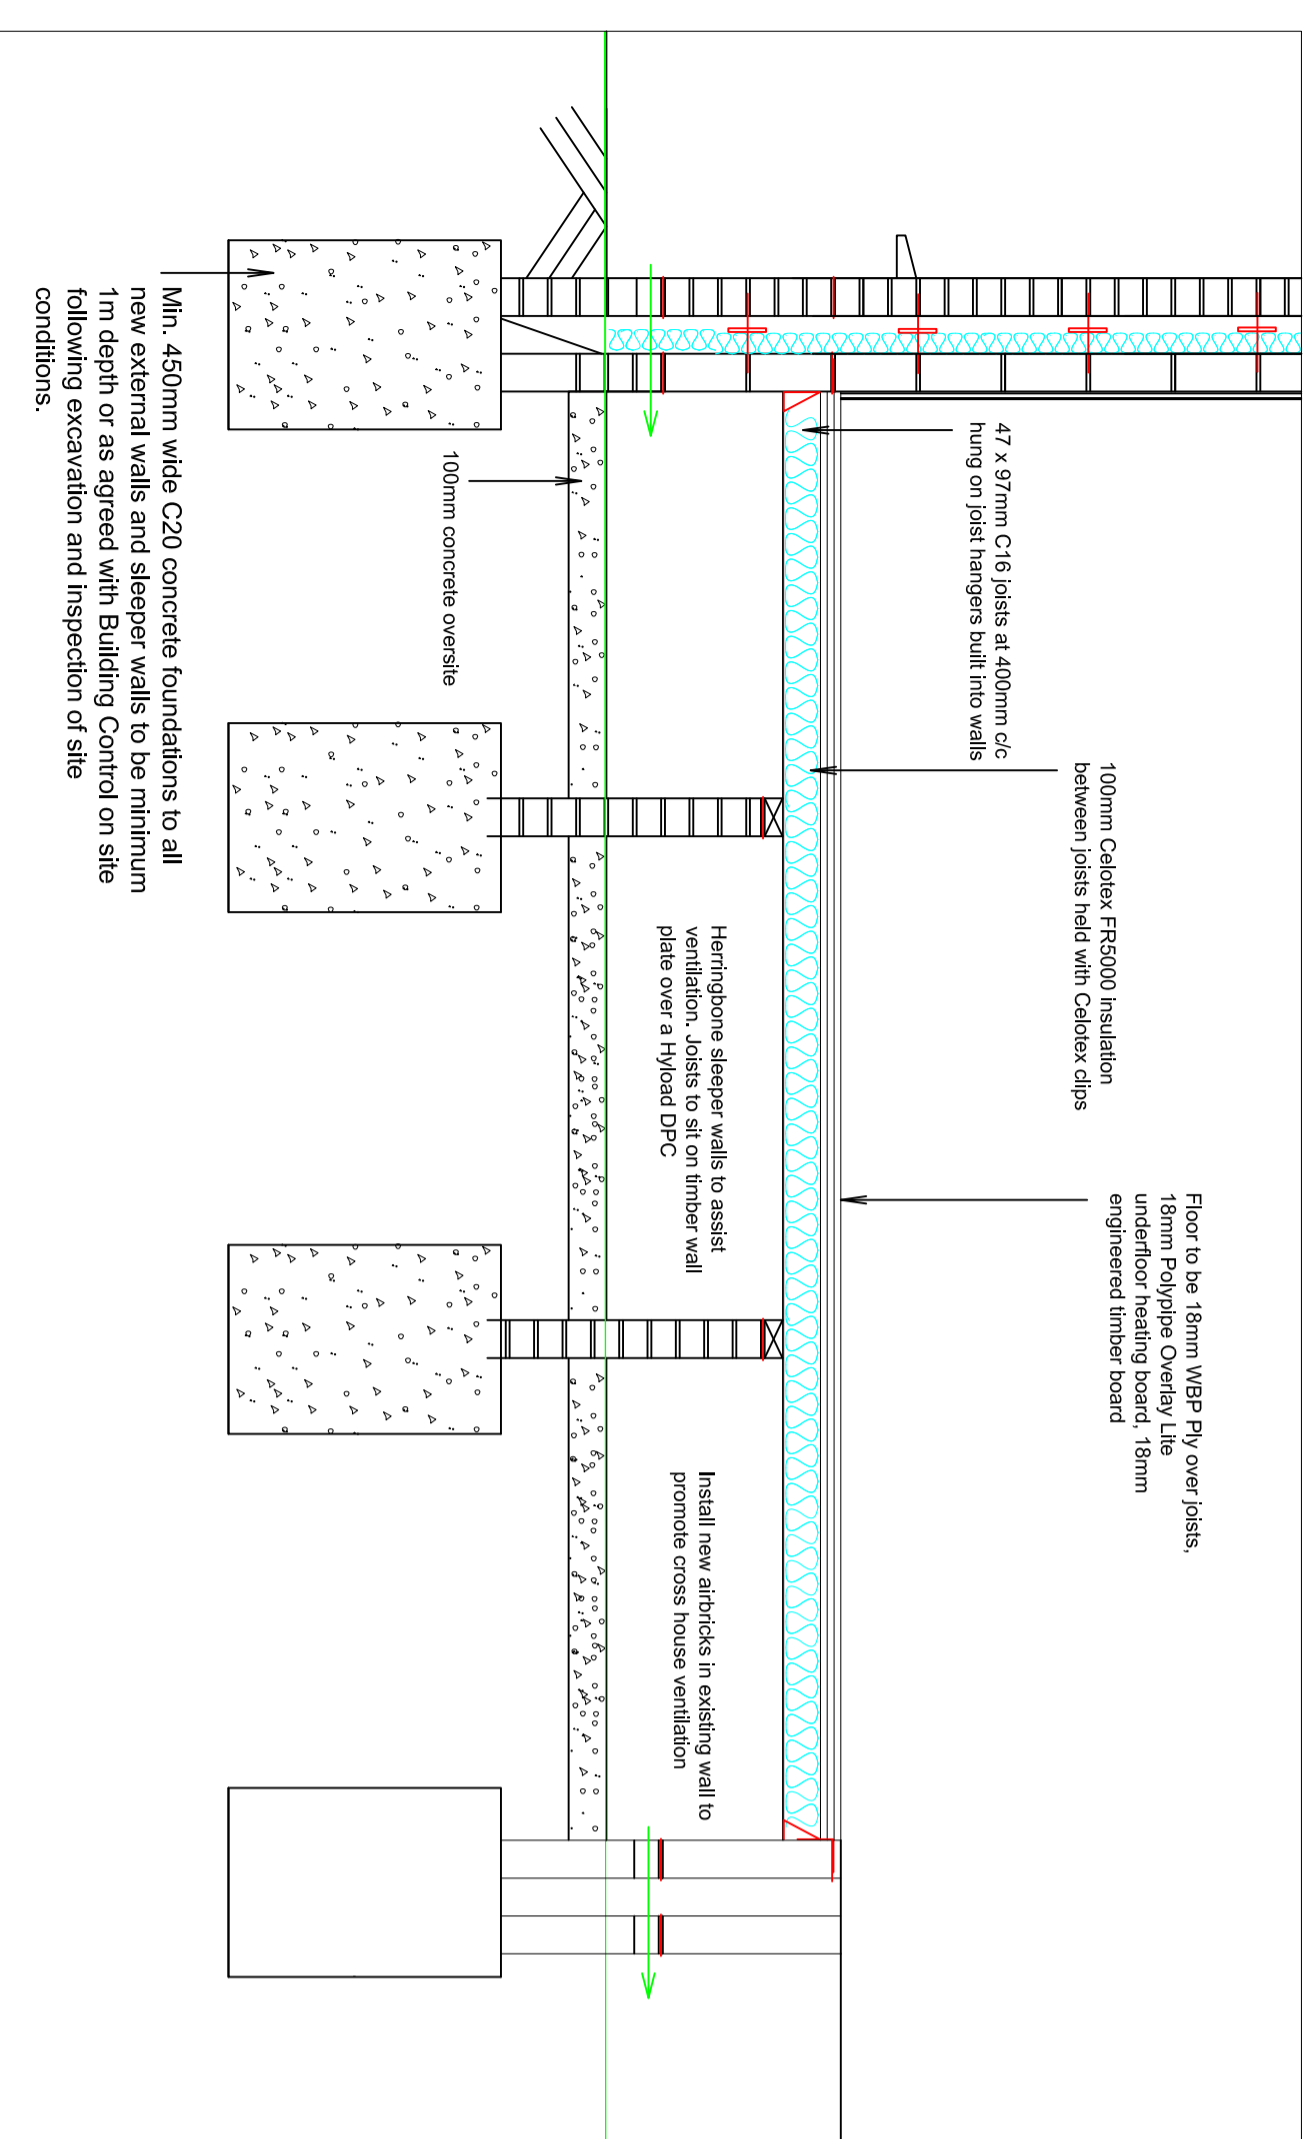 Floor to be 18mm WBP Ply over joists,
18mm Polypipe Overlay Lite
underfloor heating board, 18mm
engineered timber board
100mm Celotex FR5000 insulation
between joists held with Celotex clips
47 x 97mm C16 joists at 400mm c/c
hung on joist hangers built into walls
Herringbone sleeper walls to assist
ventilation. Joists to sit on timber wall
plate over a Hyload DPC
Install new airbricks in existing wall to
promote cross house ventilation
100mm concrete oversite
Min. 450mm wide C20 concrete foundations to all
new external walls and sleeper walls to be minimum
1m depth or as agreed with Building Control on site
following excavation and inspection of site
conditions.